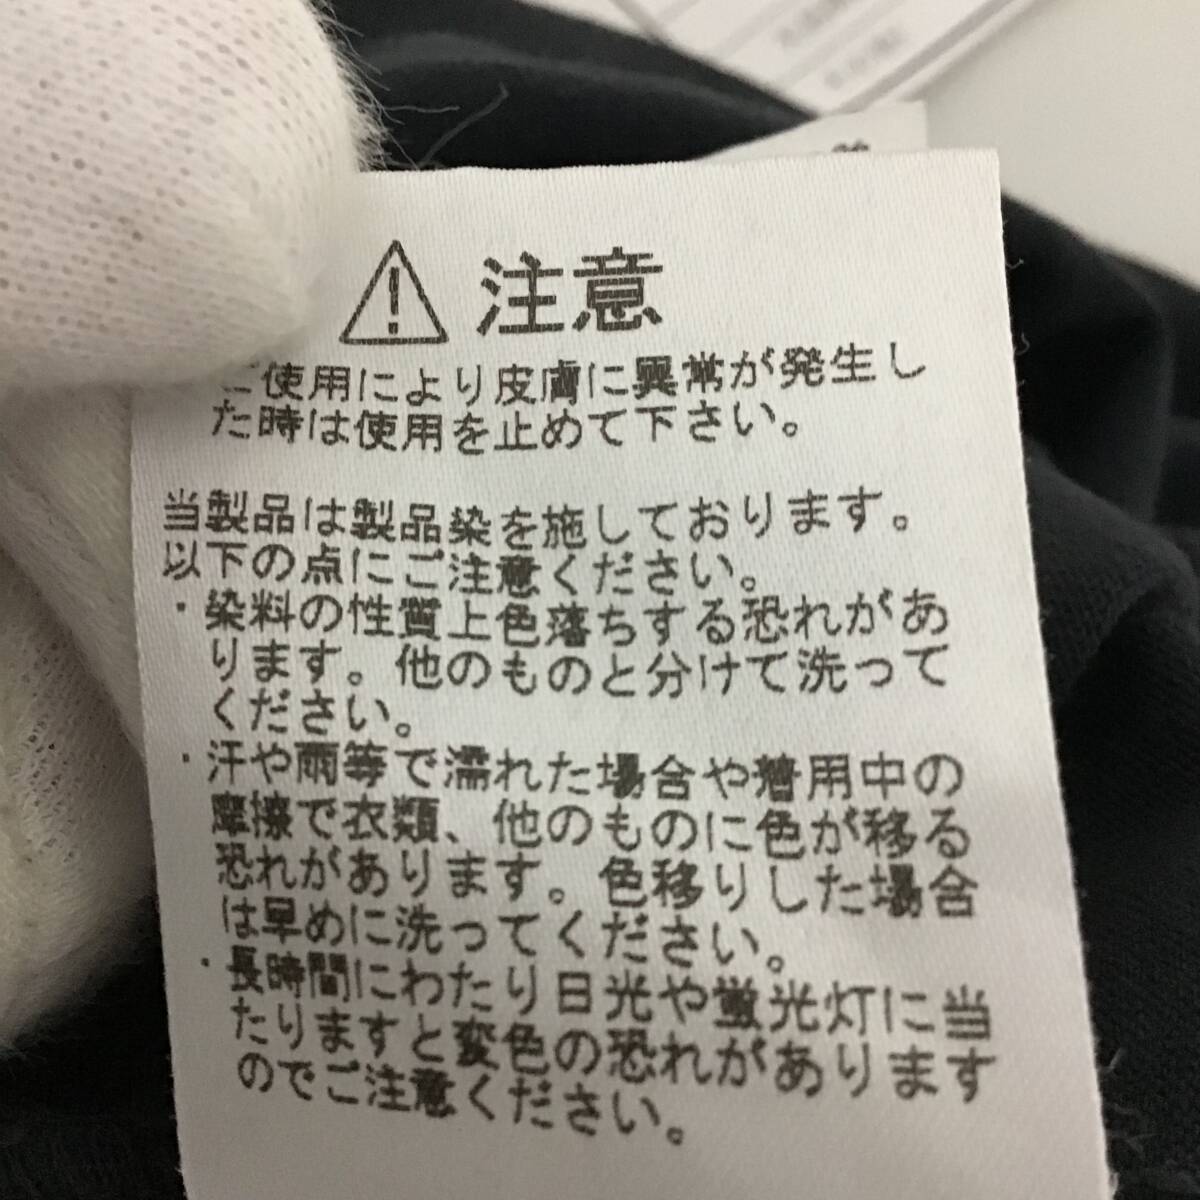 注意
ご使用により皮膚に異常が発生し
た時は使用を止めて下さい。
当製品は製品染を施しております。
以下の点にご注意ください。
・染料の性質上色落ちする恐れがあ
ります。他のものと分けて洗って
ください。
・汗や雨等で濡れた場合や着用中の
摩擦で衣類、他のものに色が移る
恐れがあります。色移りした場合
は早めに洗ってください。
・長時間にわたり日光や蛍光灯に当
たりますと変色の恐れがあります
のでご注意ください。